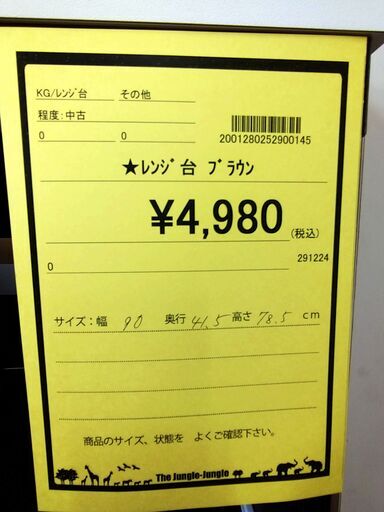 KG/ﾚﾝｼﾞ台 その他
程度:中古
0 0
2001280252900145
★ﾚﾝｼﾞ台 ﾌﾞﾗｳﾝ
¥4,980(税込)
0 291224
サイズ:幅 90 奥行 41.5 高さ 78.5 cm
商品のサイズ、状態を よくご確認下さい。
The Jungle-Jungle